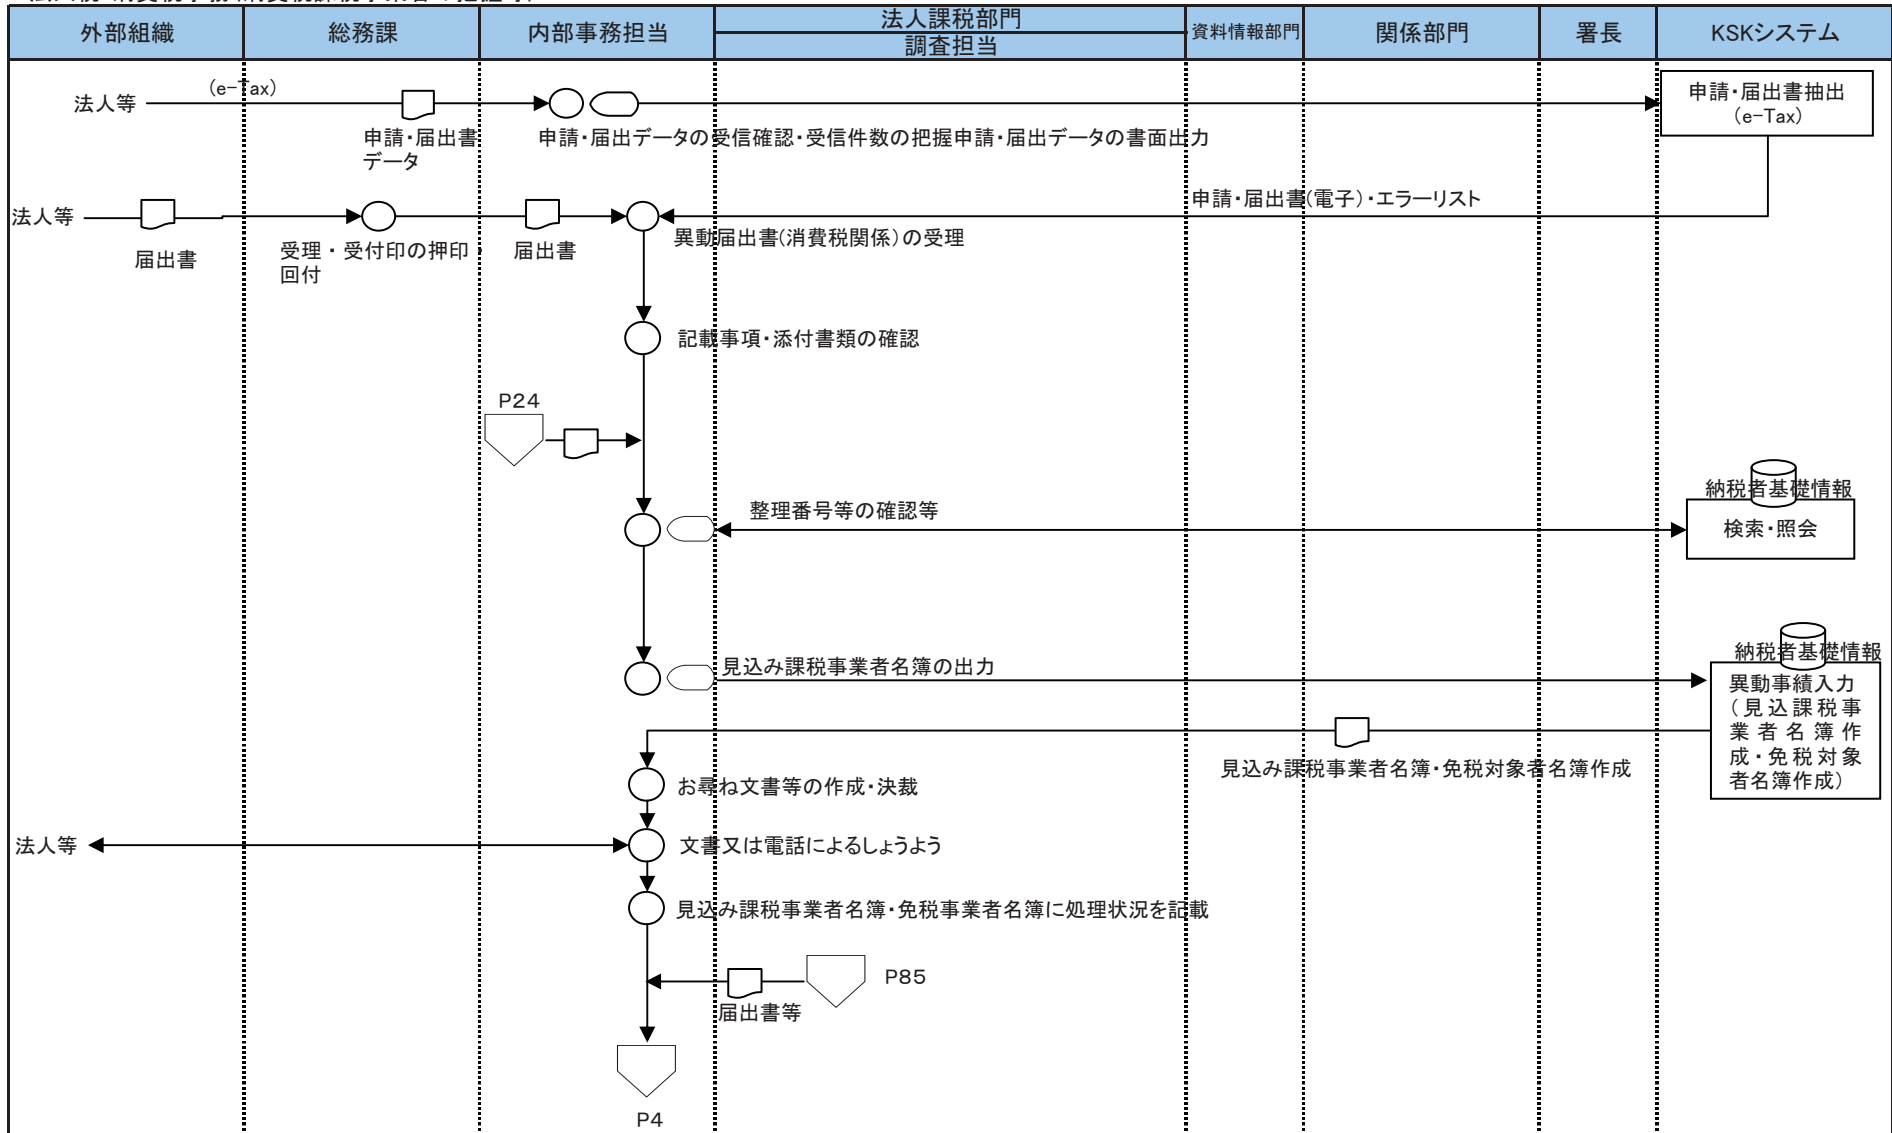 外部組織
総務課
内部事務担当
法人課税部門
調査担当
資料情報部門
関係部門
署長
KSKシステム
(e-Tax)
法人等
申請・届出書
データ
申請・届出データの受信確認・受信件数の把握申請・届出データの書面出力
申請・届出書抽出
(e-Tax)
申請・届出書(電子)・エラーリスト
法人等
届出書
受理・受付印の押印・
回付
届出書
異動届出書(消費税関係)の受理
記載事項・添付書類の確認
P24
整理番号等の確認等
納税者基礎情報
検索・照会
見込み課税事業者名簿の出力
納税者基礎情報
異動事績入力
(見込課税事
業者名簿作
成・免税対象
者名簿作成)
見込み課税事業者名簿・免税対象者名簿作成
お尋ね文書等の作成・決裁
法人等
文書又は電話によるしょうよう
見込み課税事業者名簿・免税事業者名簿に処理状況を記載
P85
届出書等
P4